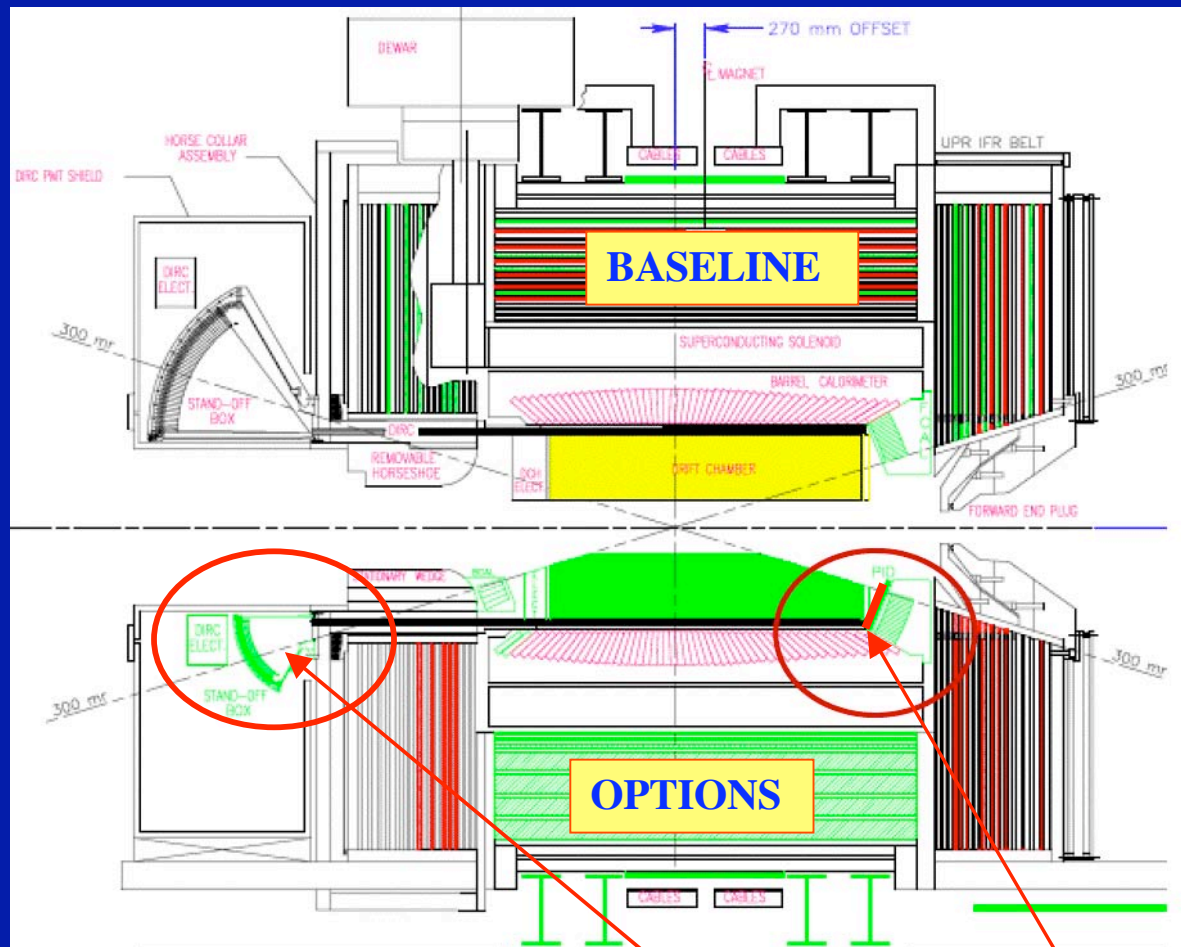 270 mm OFFSET
DEWAR
℄ MAGNET
HORSE COLLAR
ASSEMBLY
CABLES
CABLES
UPR IFR BELT
DIRC PMT SHIELD
BASELINE
DIRC
ELECT.
300 mr
SUPERCONDUCTING SOLENOID
BARREL CALORIMETER
300 mr
STAND-OFF
BOX
DIRC
REMOVABLE
HORSESHOE
DCH
ELECT.
DRIFT CHAMBER
FORWARD END PLUG
PID
DIRC
ELECT.
STAND-OFF
BOX
300 mr
300 mr
OPTIONS
CABLES
CABLES